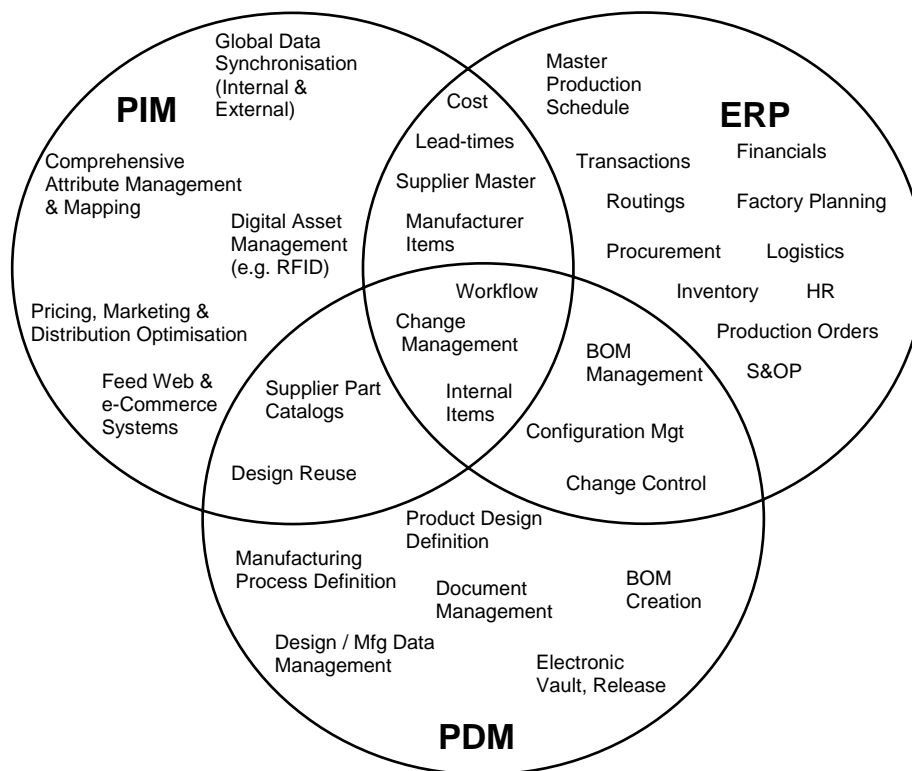 Global Data
Synchronisation
(Internal &
External)
PIM
Comprehensive
Attribute Management
& Mapping
Digital Asset
Management
(e.g. RFID)
Pricing, Marketing &
Distribution Optimisation
Feed Web &
e-Commerce
Systems
Cost
Lead-times
Supplier Master
Manufacturer
Items
Master
Production
Schedule
ERP
Transactions
Financials
Routings
Factory Planning
Procurement
Logistics
Inventory
HR
Production Orders
S&OP
Workflow
Change
Management
Internal
Items
Supplier Part
Catalogs
Design Reuse
BOM
Management
Configuration Mgt
Change Control
Product Design
Definition
Manufacturing
Process Definition
Document
Management
BOM
Creation
Design / Mfg Data
Management
Electronic
Vault, Release
PDM